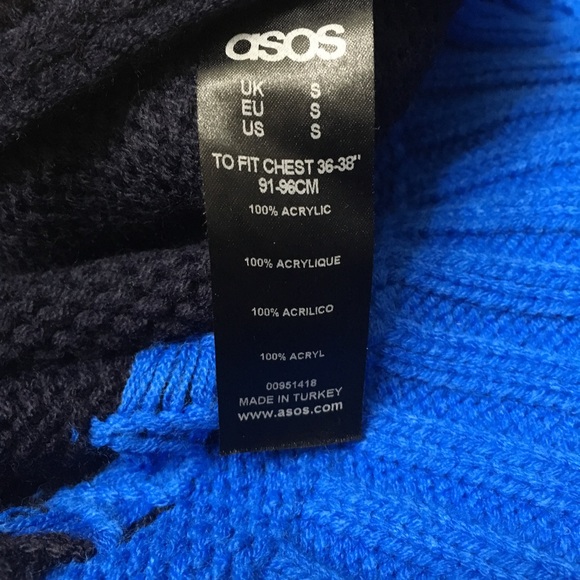 asos
UK S
EU S
US S
TO FIT CHEST 36-38"
91-96CM
100% ACRYLIC
100% ACRYLIQUE
100% ACRILICO
100% ACRYL
00951418
MADE IN TURKEY
www.asos.com